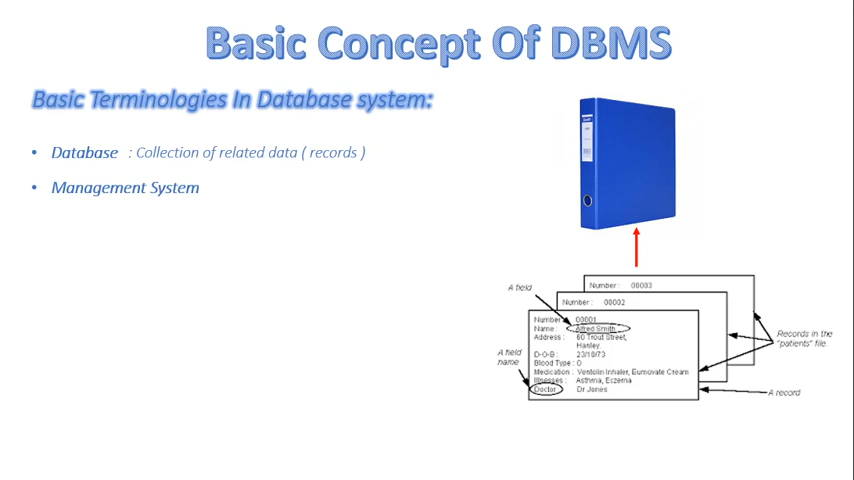 Basic Concept Of DBMS
Basic Terminologies In Database system:
• Database : Collection of related data ( records )
• Management System
A field
Number : 00003
Number : 00002
Number : 00001
Name : Alfred Smith
Address : 60 Trout Street,
Hanley.
D-O-B : 23/10/73
Blood Type : O
Medication : Ventolin Inhaler, Eumovate Cream
Illnesses : Asthma, Eczema
Doctor Dr Jones
A field
name
Records in the
"patients" file.
A record